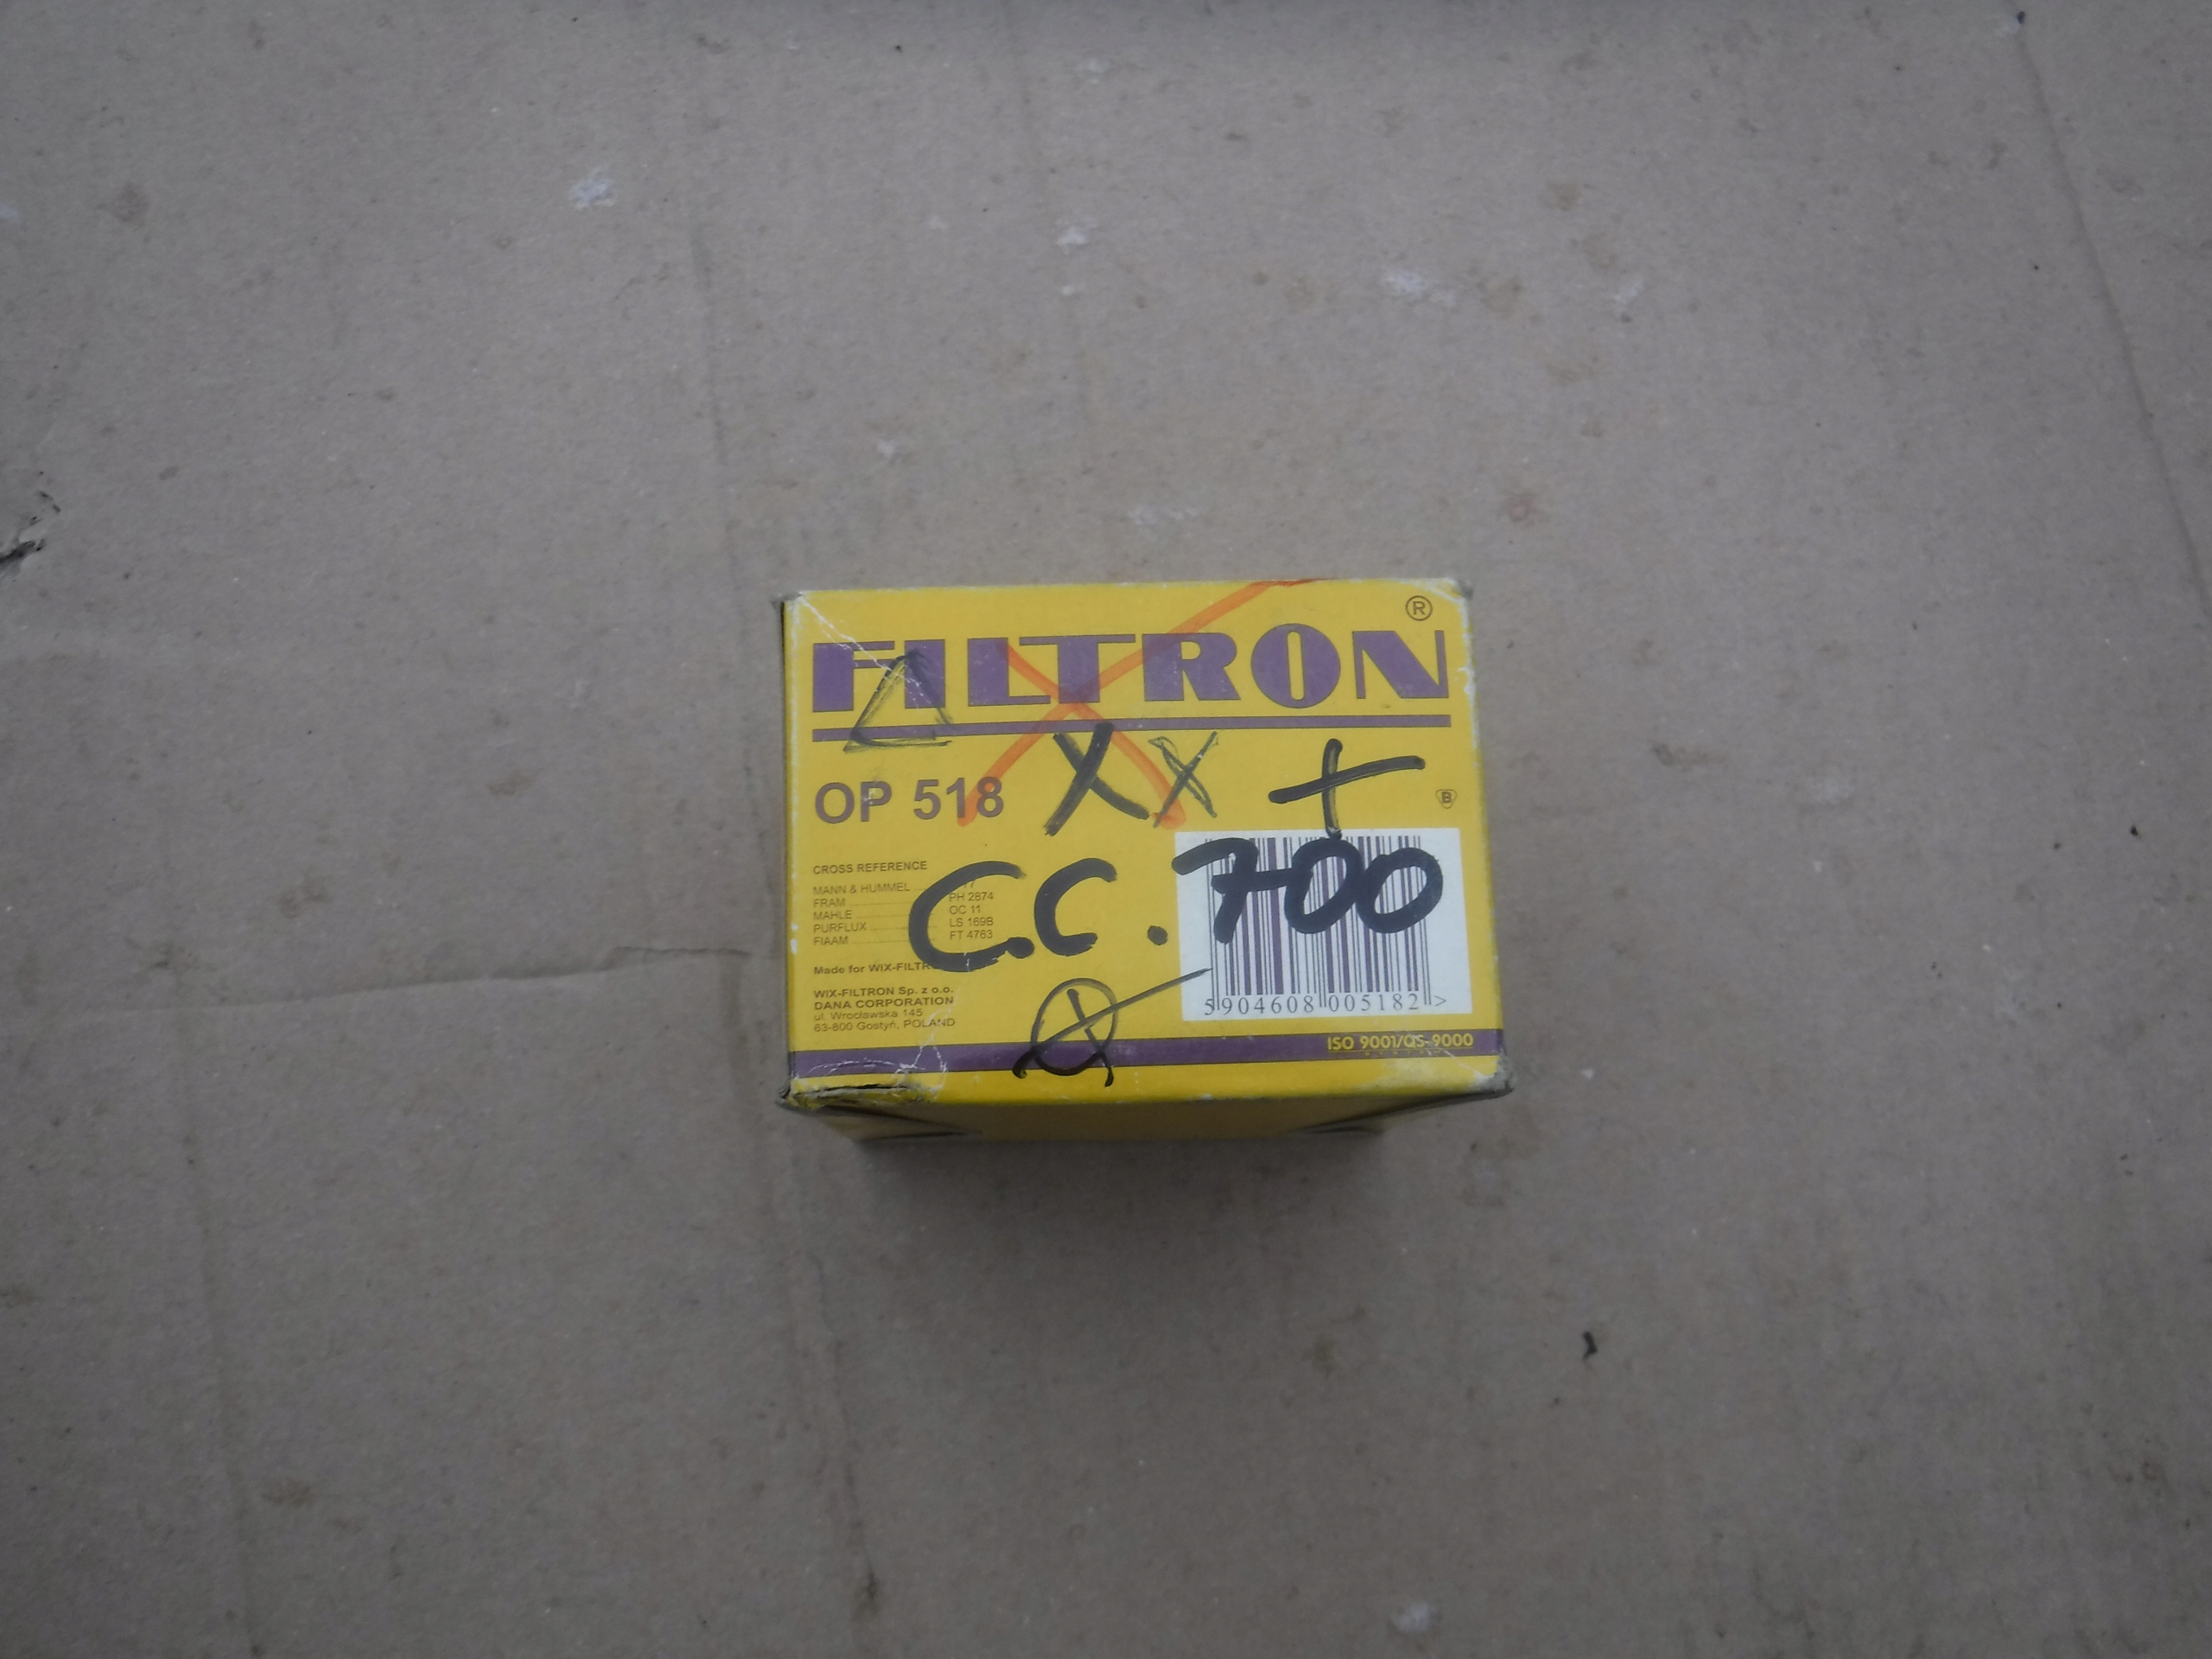 FILTRON ®
OP 518 X X +
B
CROSS REFERENCE
MANN & HUMMEL
FRAM PH 2874
MAHLE OC 11
PURFLUX LS 169B
FIAAM FT 4763
C.C. 700
Made for WIX-FILTR
WIX-FILTRON Sp. z o.o.
DANA CORPORATION
ul. Wrocławska 145
63-800 Gostyń, POLAND
5904608005182>
ISO 9001/QS-9000